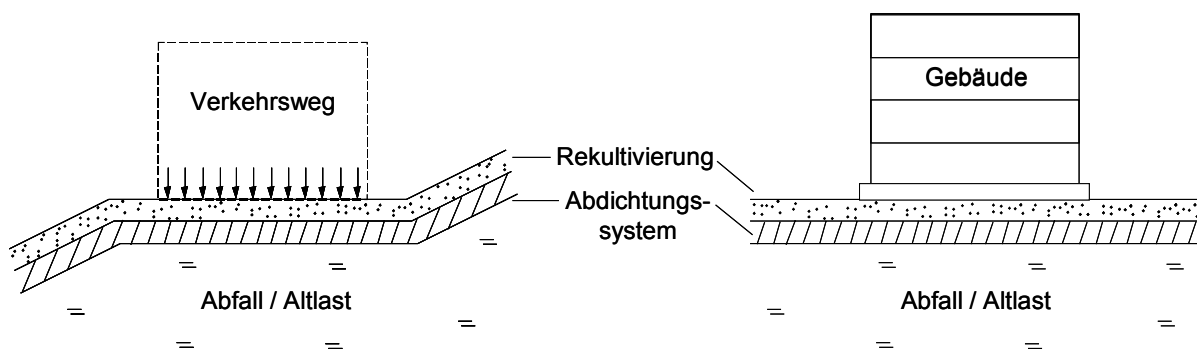 Verkehrsweg
Gebäude
Rekultivierung
Abdichtungs-
system
Abfall / Altlast
Abfall / Altlast